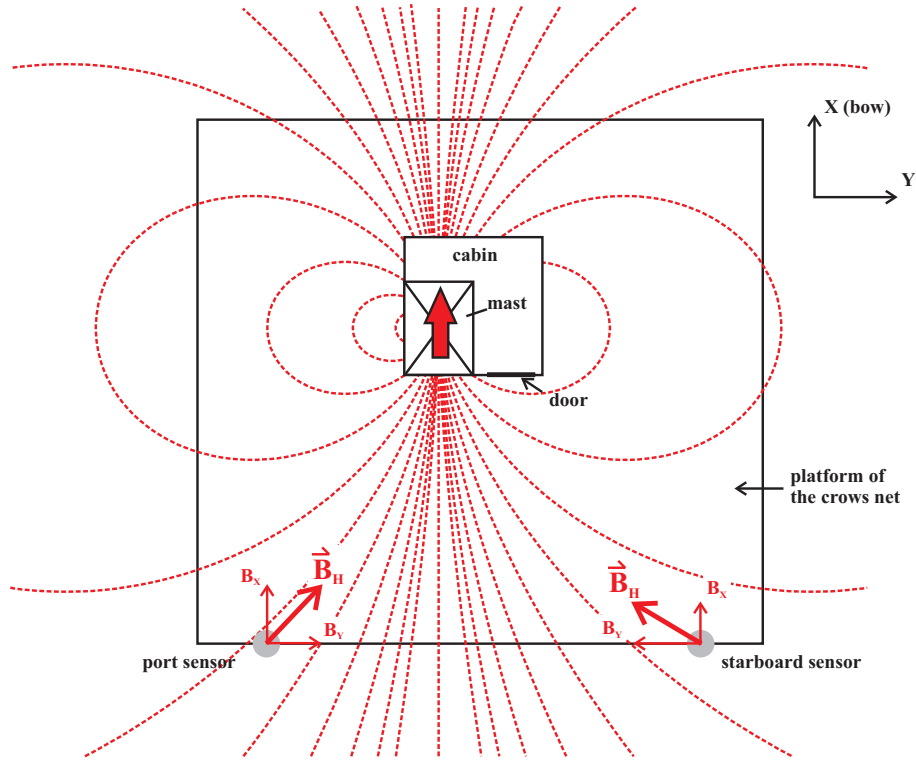 X (bow)
Y
cabin
mast
door
platform of
the crows net
B_X
B_H
B_Y
port sensor
B_H
B_X
B_Y
starboard sensor